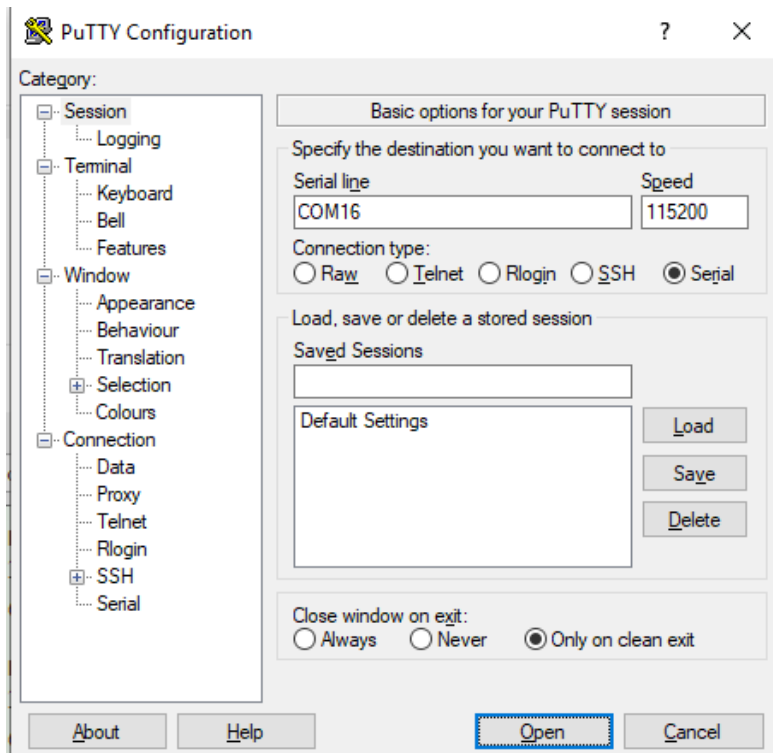 PuTTY Configuration
?
Category:
Session
Logging
Terminal
Keyboard
Bell
Features
Window
Appearance
Behaviour
Translation
Selection
Colours
Connection
Data
Proxy
Telnet
Rlogin
SSH
Serial
Basic options for your PuTTY session
Specify the destination you want to connect to
Serial line Speed
COM16 115200
Connection type:
Raw Telnet Rlogin SSH Serial
Load, save or delete a stored session
Saved Sessions
Default Settings
Load
Save
Delete
Close window on exit:
Always Never Only on clean exit
About Help Open Cancel